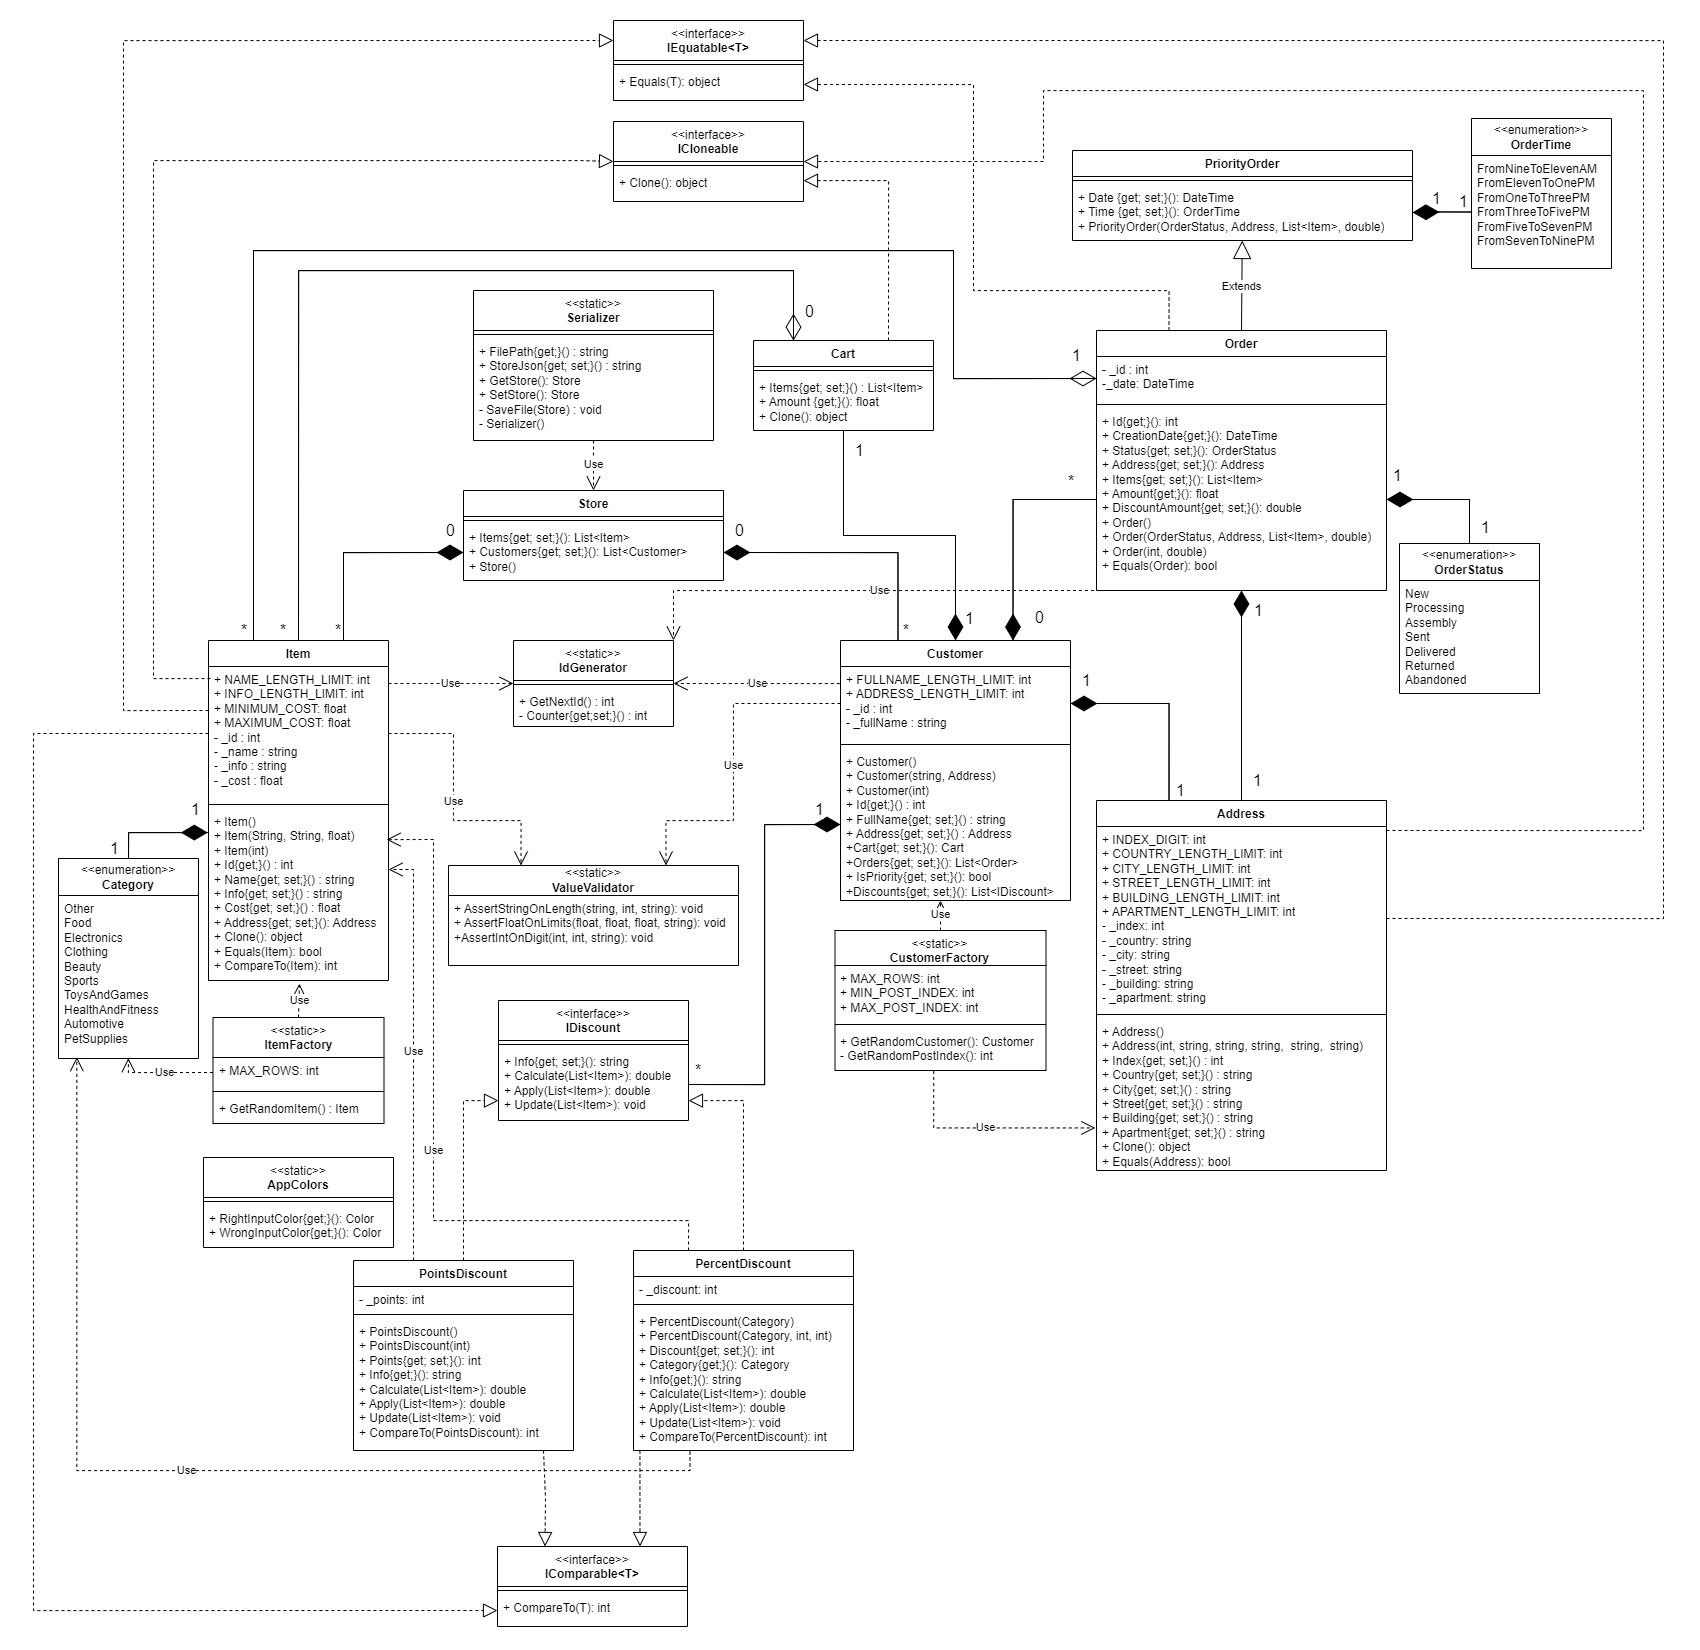 <<interface>>
IEquatable<T>
+ Equals(T): object
<<interface>>
ICloneable
+ Clone(): object
PriorityOrder
+ Date {get; set;}(): DateTime
+ Time {get; set;}(): OrderTime
+ PriorityOrder(OrderStatus, Address, List<Item>, double)
1
1
<<enumeration>>
OrderTime
FromNineToElevenAM
FromElevenToOnePM
FromOneToThreePM
FromThreeToFivePM
FromFiveToSevenPM
FromSevenToNinePM
Extends
<<static>>
Serializer
+ FilePath{get;}() : string
+ StoreJson{get; set;}() : string
+ GetStore(): Store
+ SetStore(): Store
- SaveFile(Store) : void
- Serializer()
Use
0
Cart
+ Items{get; set;}() : List<Item>
+ Amount {get;}(): float
+ Clone(): object
1
1
Order
- _id : int
-_date: DateTime
+ Id{get;}(): int
+ CreationDate{get;}(): DateTime
+ Status{get; set;}(): OrderStatus
+ Address{get; set;}(): Address
+ Items{get; set;}(): List<Item>
+ Amount{get;}(): float
+ DiscountAmount{get; set;}(): double
+ Order()
+ Order(OrderStatus, Address, List<Item>, double)
+ Order(int, double)
+ Equals(Order): bool
*
1
1
<<enumeration>>
OrderStatus
New
Processing
Assembly
Sent
Delivered
Returned
Abandoned
0
Store
+ Items{get; set;}(): List<Item>
+ Customers{get; set;}(): List<Customer>
+ Store()
0
Use
1
*
*
*
*
1
0
Item
+ NAME_LENGTH_LIMIT: int
+ INFO_LENGTH_LIMIT: int
+ MINIMUM_COST: float
+ MAXIMUM_COST: float
- _id : int
- _name : string
- _info : string
- _cost : float
+ Item()
+ Item(String, String, float)
+ Item(int)
+ Id{get;}() : int
+ Name{get; set;}() : string
+ Info{get; set;}() : string
+ Cost{get; set;}() : float
+ Address{get; set;}(): Address
+ Clone(): object
+ Equals(Item): bool
+ CompareTo(Item): int
Use
<<static>>
IdGenerator
+ GetNextId() : int
- Counter{get;set;}() : int
Use
Use
Use
Customer
+ FULLNAME_LENGTH_LIMIT: int
+ ADDRESS_LENGTH_LIMIT: int
- _id : int
- _fullName : string
+ Customer()
+ Customer(string, Address)
+ Customer(int)
+ Id{get;}() : int
+ FullName{get; set;}() : string
+ Address{get; set;}() : Address
+Cart{get; set;}(): Cart
+Orders{get; set;}(): List<Order>
+ IsPriority{get; set;}(): bool
+Discounts{get; set;}(): List<IDiscount>
1
1
1
1
1
1
<<enumeration>>
Category
Other
Food
Electronics
Clothing
Beauty
Sports
ToysAndGames
HealthAndFitness
Automotive
PetSupplies
<<static>>
ValueValidator
+ AssertStringOnLength(string, int, string): void
+ AssertFloatOnLimits(float, float, float, string): void
+AssertIntOnDigit(int, int, string): void
Address
+ INDEX_DIGIT: int
+ COUNTRY_LENGTH_LIMIT: int
+ CITY_LENGTH_LIMIT: int
+ STREET_LENGTH_LIMIT: int
+ BUILDING_LENGTH_LIMIT: int
+ APARTMENT_LENGTH_LIMIT: int
- _index: int
- _country: string
- _city: string
- _street: string
- _building: string
- _apartment: string
+ Address()
+ Address(int, string, string, string, string, string)
+ Index{get; set;}() : int
+ Country{get; set;}() : string
+ City{get; set;}() : string
+ Street{get; set;}() : string
+ Building{get; set;}() : string
+ Apartment{get; set;}() : string
+ Clone(): object
+ Equals(Address): bool
Use
<<static>>
CustomerFactory
+ MAX_ROWS: int
+ MIN_POST_INDEX: int
+ MAX_POST_INDEX: int
+ GetRandomCustomer(): Customer
- GetRandomPostIndex(): int
Use
Use
<<static>>
ItemFactory
+ MAX_ROWS: int
+ GetRandomItem() : Item
Use
Use
Use
<<interface>>
IDiscount
+ Info{get; set;}(): string
+ Calculate(List<Item>): double
+ Apply(List<Item>): double
+ Update(List<Item>): void
*
<<static>>
AppColors
+ RightInputColor{get;}(): Color
+ WrongInputColor{get;}(): Color
PointsDiscount
- _points: int
+ PointsDiscount()
+ PointsDiscount(int)
+ Points{get; set;}(): int
+ Info{get;}(): string
+ Calculate(List<Item>): double
+ Apply(List<Item>): double
+ Update(List<Item>): void
+ CompareTo(PointsDiscount): int
PercentDiscount
- _discount: int
+ PercentDiscount(Category)
+ PercentDiscount(Category, int, int)
+ Discount{get; set;}(): int
+ Category{get;}(): Category
+ Info{get;}(): string
+ Calculate(List<Item>): double
+ Apply(List<Item>): double
+ Update(List<Item>): void
+ CompareTo(PercentDiscount): int
Use
<<interface>>
IComparable<T>
+ CompareTo(T): int